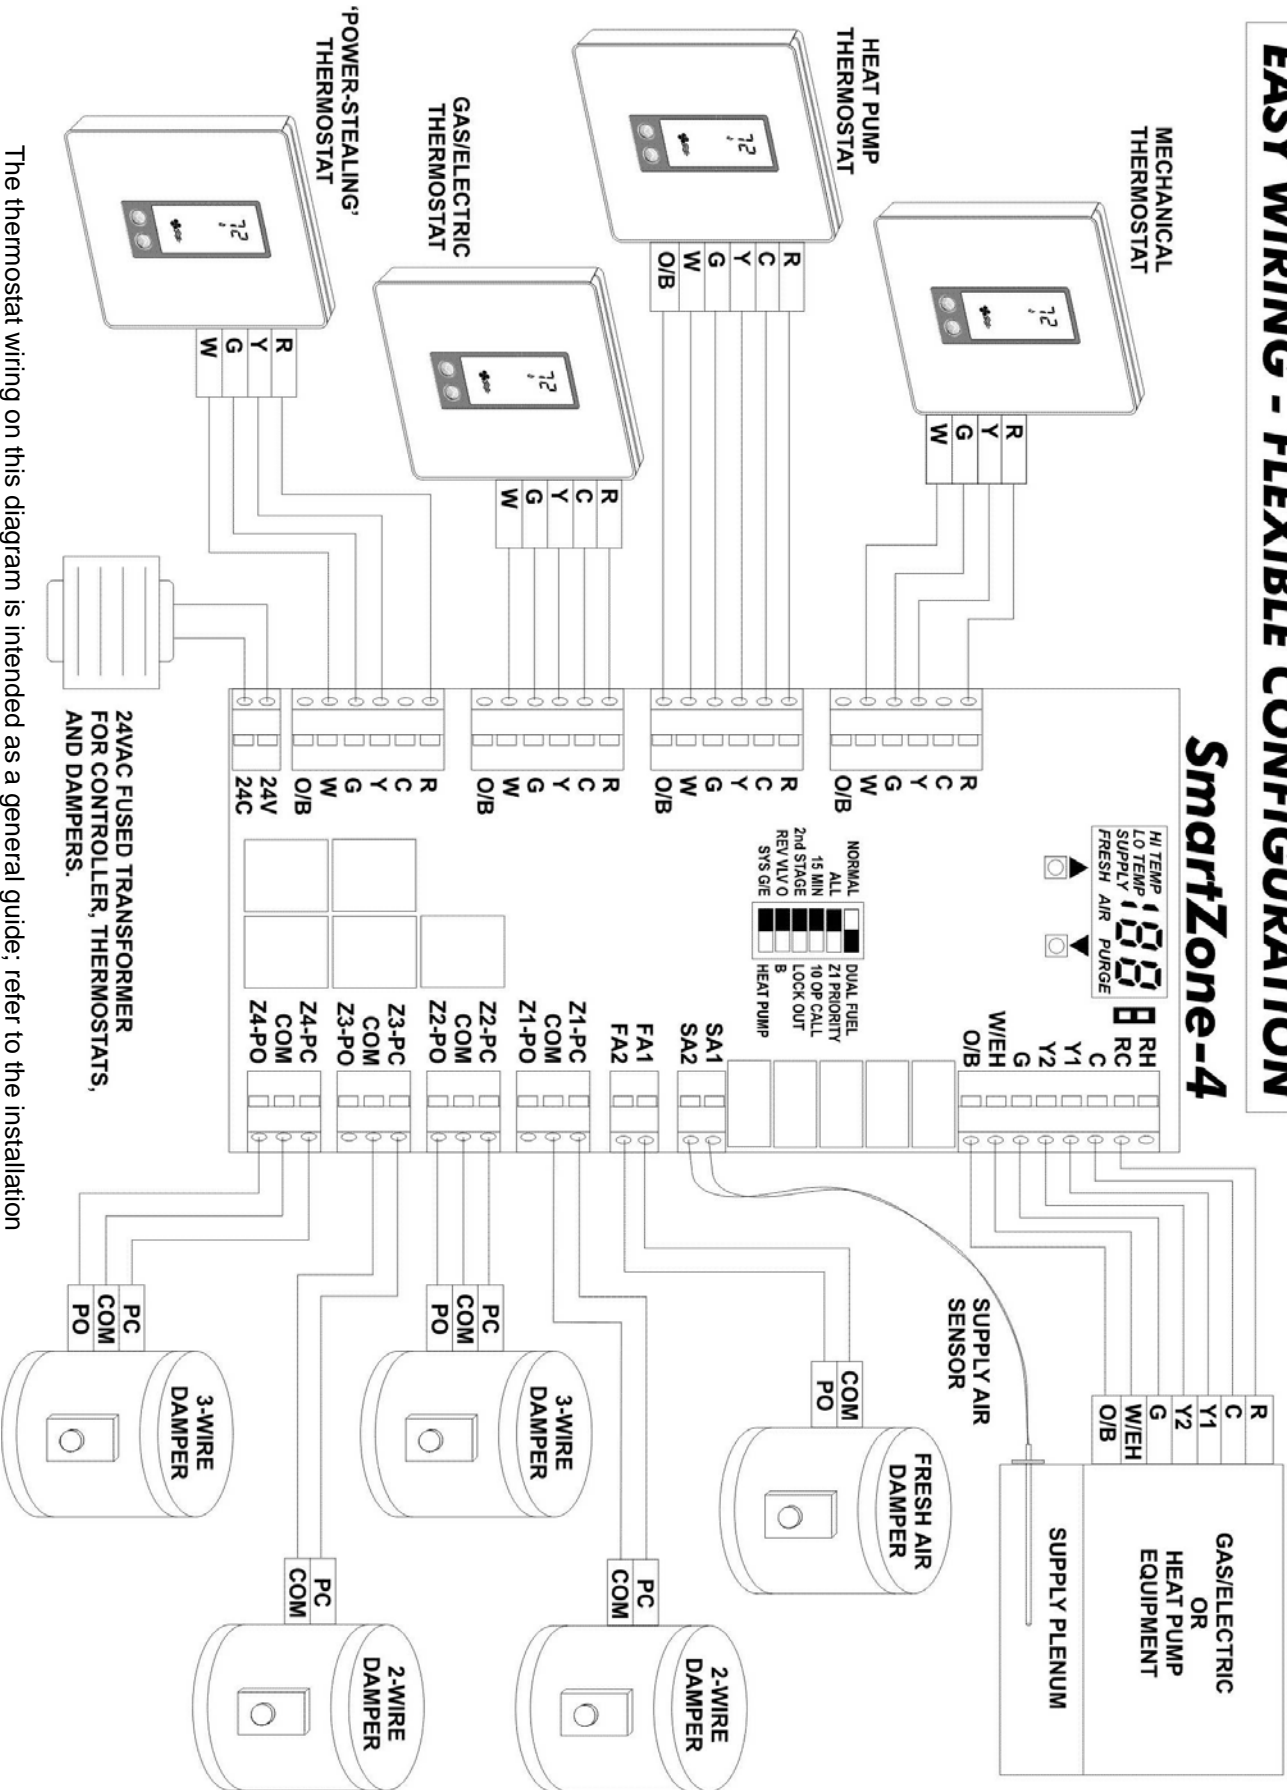 EASY WIRING - FLEXIBLE CONFIGURATION
SmartZone-4
MECHANICAL
THERMOSTAT
72
R
Y
G
W
HEAT PUMP
THERMOSTAT
72
R
C
Y
G
W
O/B
GAS/ELECTRIC
THERMOSTAT
72
R
C
Y
G
W
'POWER-STEALING'
THERMOSTAT
72
R
Y
G
W
R
C
Y
G
W
O/B
R
C
Y
G
W
O/B
R
C
Y
G
W
O/B
R
C
Y
G
W
O/B
24V
24C
24VAC FUSED TRANSFORMER
FOR CONTROLLER, THERMOSTATS,
AND DAMPERS.
HI TEMP
LO TEMP
SUPPLY
FRESH AIR PURGE
188
NORMAL
ALL
15 MIN
2nd STAGE
REV VLV O
SYS G/E
DUAL FUEL
Z1 PRIORITY
10 OP CALL
LOCK OUT
B
HEAT PUMP
RH
RC
C
Y1
Y2
G
W/EH
O/B
SA1
SA2
FA1
FA2
Z1-PC
COM
Z1-PO
Z2-PC
COM
Z2-PO
Z3-PC
COM
Z3-PO
Z4-PC
COM
Z4-PO
R
C
Y1
Y2
G
W/EH
O/B
GAS/ELECTRIC
OR
HEAT PUMP
EQUIPMENT
SUPPLY PLENUM
SUPPLY AIR
SENSOR
COM
PO
FRESH AIR
DAMPER
PC
COM
2-WIRE
DAMPER
PC
COM
PO
3-WIRE
DAMPER
PC
COM
2-WIRE
DAMPER
PC
COM
PO
3-WIRE
DAMPER
The thermostat wiring on this diagram is intended as a general guide; refer to the installation